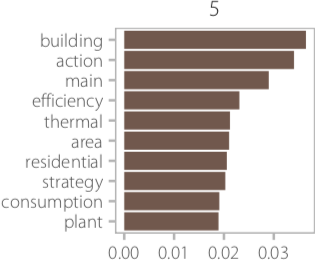 5
building
action
main
efficiency
thermal
area
residential
strategy
consumption
plant
0.00 0.01 0.02 0.03